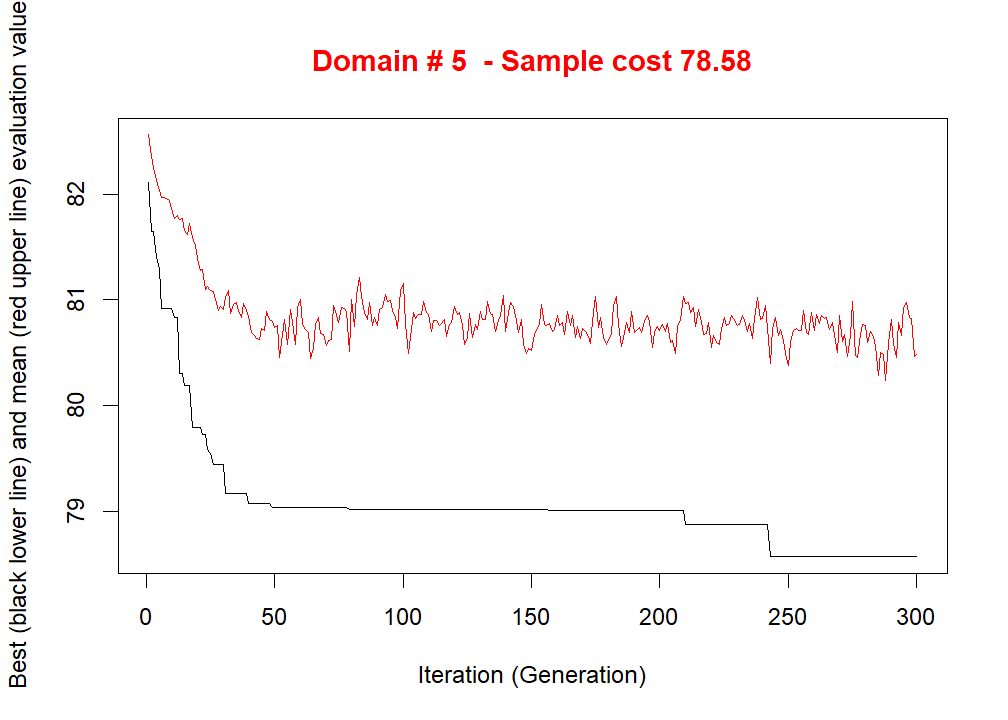 Domain # 5  - Sample cost 78.58
Best (black lower line) and mean (red upper line) evaluation value
82
81
80
79
0 50 100 150 200 250 300
Iteration (Generation)